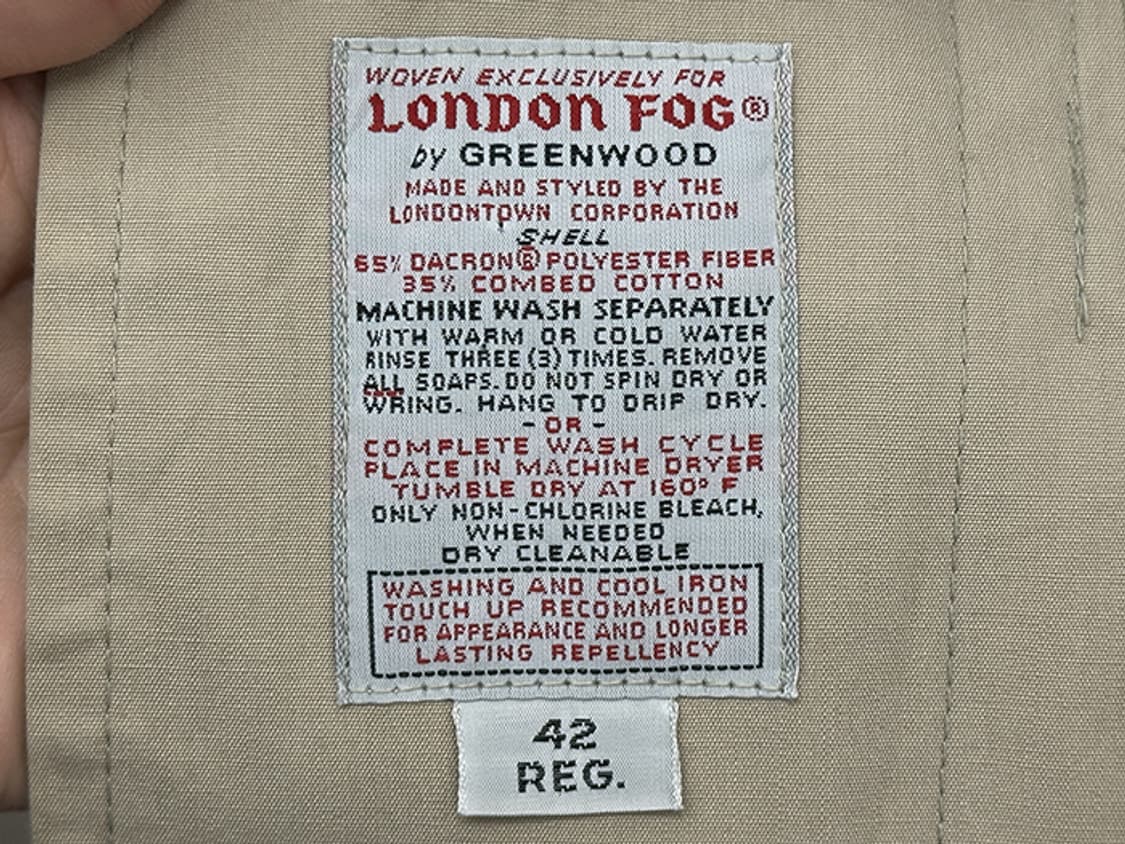 WOVEN EXCLUSIVELY FOR
LONDON FOG®
by GREENWOOD
MADE AND STYLED BY THE
LONDONTOWN CORPORATION
SHELL
65% DACRON® POLYESTER FIBER
35% COMBED COTTON
MACHINE WASH SEPARATELY
WITH WARM OR COLD WATER
RINSE THREE (3) TIMES. REMOVE
ALL SOAPS. DO NOT SPIN DRY OR
WRING. HANG TO DRIP DRY.
- OR -
COMPLETE WASH CYCLE
PLACE IN MACHINE DRYER
TUMBLE DRY AT 160° F
ONLY NON-CHLORINE BLEACH,
WHEN NEEDED
DRY CLEANABLE
WASHING AND COOL IRON
TOUCH UP RECOMMENDED
FOR APPEARANCE AND LONGER
LASTING REPELLENCY
42
REG.